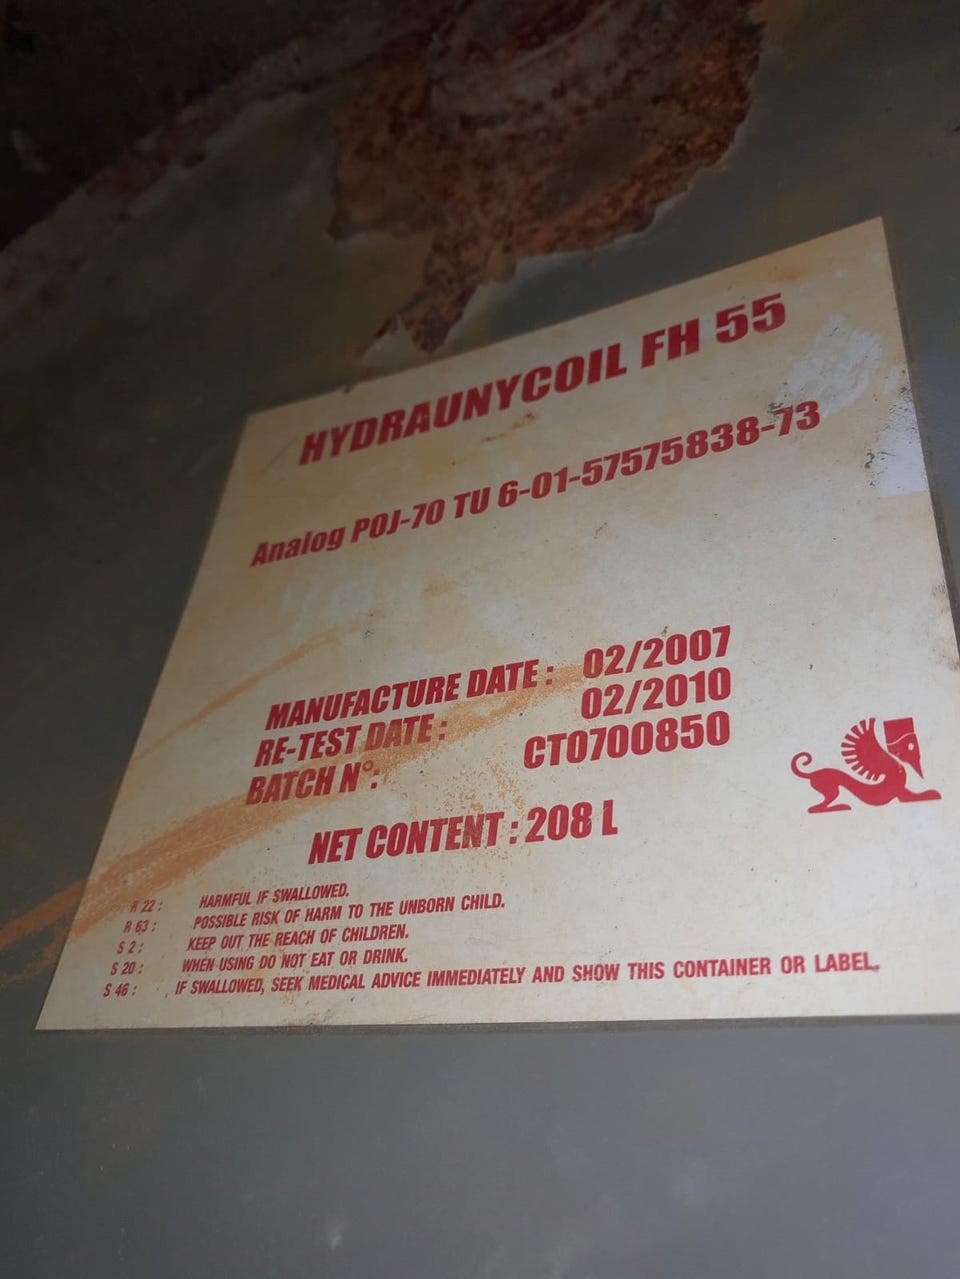 HYDRAUNYCOIL FH 55
Analog POJ-70 TU 6-01-57575838-73
MANUFACTURE DATE : 02/2007
RE-TEST DATE : 02/2010
BATCH N°: CT0700850
NET CONTENT : 208 L
R 22 : HARMFUL IF SWALLOWED.
R 63 : POSSIBLE RISK OF HARM TO THE UNBORN CHILD.
S 2 : KEEP OUT THE REACH OF CHILDREN.
S 20 : WHEN USING DO NOT EAT OR DRINK.
S 46 : IF SWALLOWED, SEEK MEDICAL ADVICE IMMEDIATELY AND SHOW THIS CONTAINER OR LABEL.